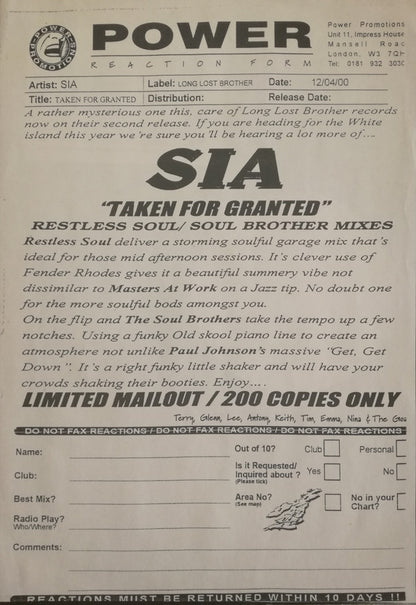 POWER PROMOTIONS
POWER
REACTION FORM
Power Promotions
Unit 11, Impress House
Mansell Road
London, W3 7QH
Tel: 0181 932 303
Artist: SIA Label: LONG LOST BROTHER Date: 12/04/00
Title: TAKEN FOR GRANTED Distribution: Release Date:
A rather mysterious one this, care of Long Lost Brother records
now on their second release. If you are heading for the White
island this year we're sure you'll be hearing a lot more of...
SIA
"TAKEN FOR GRANTED"
RESTLESS SOUL/ SOUL BROTHER MIXES
Restless Soul deliver a storming soulful garage mix that's
ideal for those mid afternoon sessions. It's clever use of
Fender Rhodes gives it a beautiful summery vibe not
dissimilar to Masters At Work on a Jazz tip. No doubt one
for the more soulful bods amongst you.
On the flip and The Soul Brothers take the tempo up a few
notches. Using a funky Old skool piano line to create an
atmosphere not unlike Paul Johnson's massive "Get, Get
Down". It's a right funky little shaker and will have your
crowds shaking their booties. Enjoy....
LIMITED MAILOUT / 200 COPIES ONLY
Terry, Glenn, Lee, Antony, Keith, Tim, Emma, Nina & The
DO NOT FAX REACTIONS / DO NOT FAX REACTIONS / DO NOT FAX REACTIONS
Name: Out of 10? Club Personal
Club: Is it Requested/ Inquired about ? Yes No
(Please tick)
Best Mix? Area No? No in your Chart?
(See map)
Radio Play?
Who/Where?
Comments:
REACTIONS MUST BE RETURNED WITHIN 10 DAYS !!